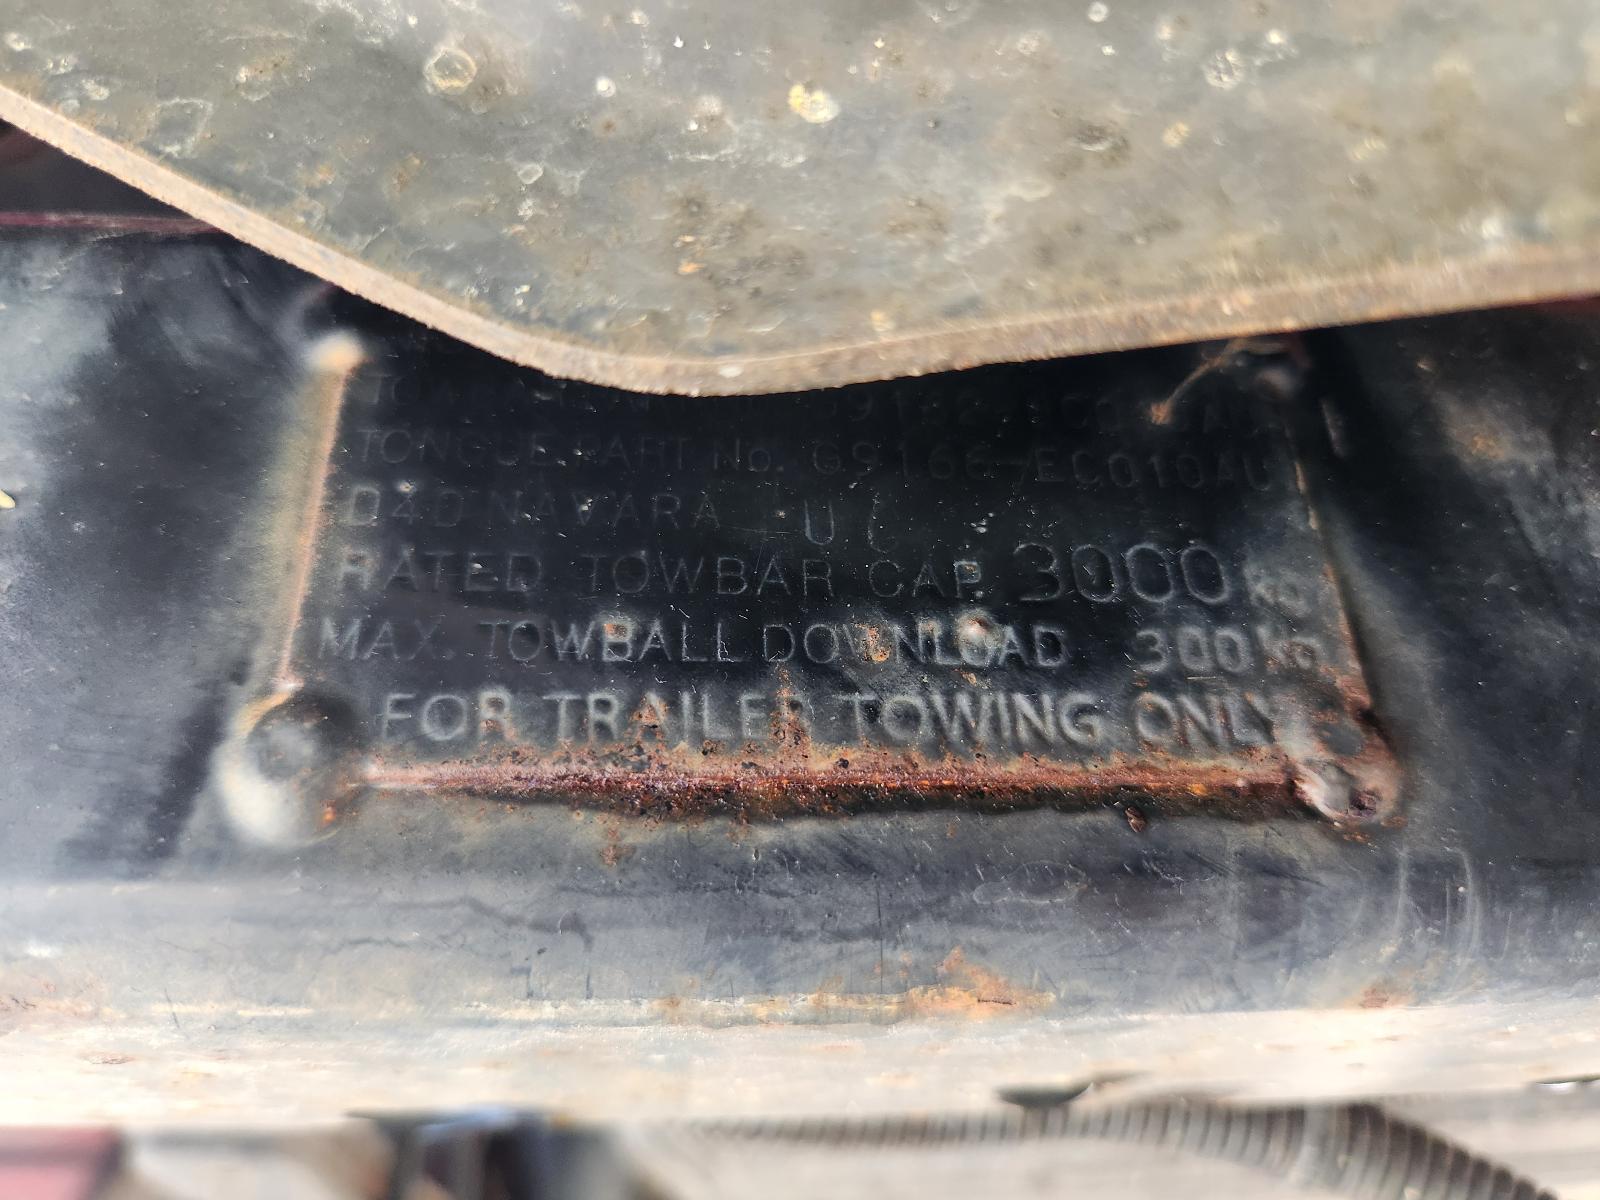 TONGUE PART No. G9166-EC010AU
D40 NAVARA
RATED TOWBAR CAP. 3000 kg
MAX. TOWBALL DOWNLOAD 300 kg
FOR TRAILER TOWING ONLY